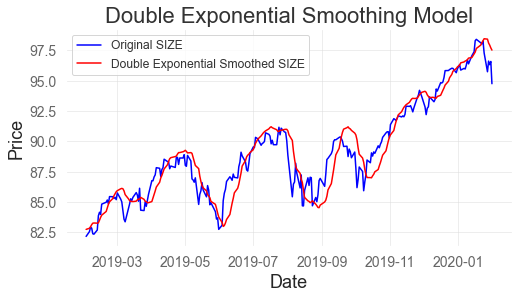 Double Exponential Smoothing Model
Original SIZE
Double Exponential Smoothed SIZE
Price
97.5
95.0
92.5
90.0
87.5
85.0
82.5
2019-03 2019-05 2019-07 2019-09 2019-11 2020-01
Date